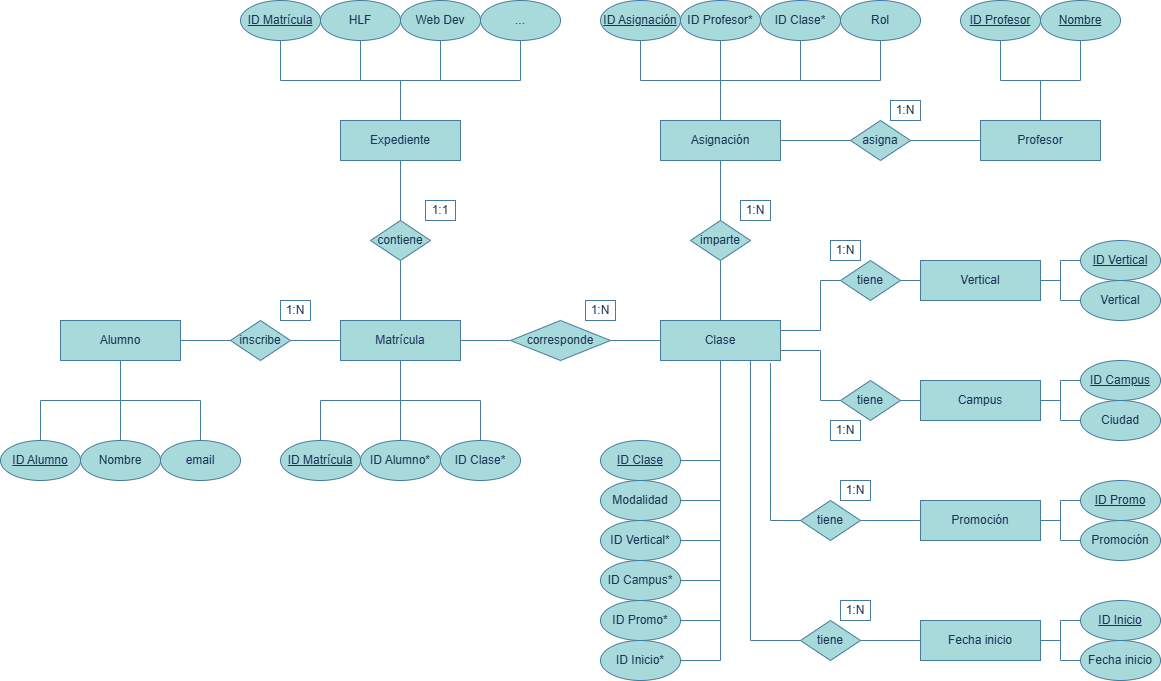 ID Matrícula
HLF
Web Dev
...
ID Asignación
ID Profesor*
ID Clase*
Rol
ID Profesor
Nombre
1:N
Expediente
Asignación
asigna
Profesor
1:1
1:N
contiene
imparte
1:N
ID Vertical
tiene
Vertical
Vertical
1:N
1:N
Alumno
inscribe
Matrícula
corresponde
Clase
ID Campus
tiene
Campus
Ciudad
1:N
ID Alumno
Nombre
email
ID Matrícula
ID Alumno*
ID Clase*
ID Clase
Modalidad
ID Vertical*
ID Campus*
ID Promo*
ID Inicio*
1:N
ID Promo
tiene
Promoción
Promoción
1:N
ID Inicio
tiene
Fecha inicio
Fecha inicio